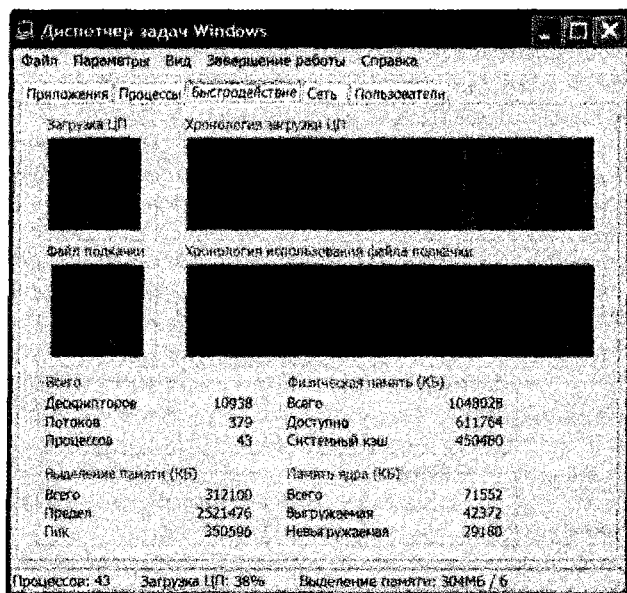 Диспетчер задач Windows
Файл Параметры Вид Завершение работы Справка
Приложения Процессы Быстродействие Сеть Пользователи
Загрузка ЦП Хронология загрузки ЦП
Файл подкачки Хронология использования файла подкачки
Всего Физическая память (КБ)
Дескрипторов 10938 Всего 1048028
Потоков 379 Доступно 611764
Процессов 43 Системный кэш 450480
Выделение памяти (КБ) Память ядра (КБ)
Всего 312100 Всего 71552
Предел 2521476 Выгружаемая 42372
Пик 350596 Невыгружаемая 29180
Процессов: 43 Загрузка ЦП: 38% Выделение памяти: 304МБ / 6